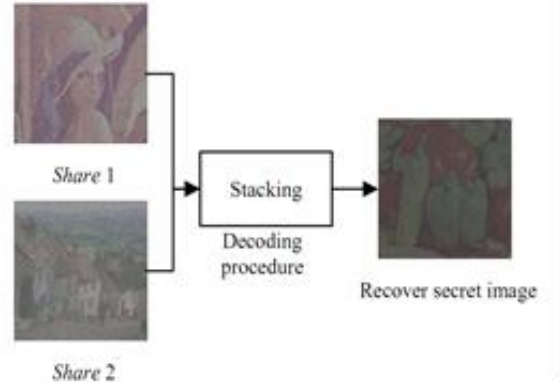 Share 1
Stacking
Decoding
procedure
Recover secret image
Share 2